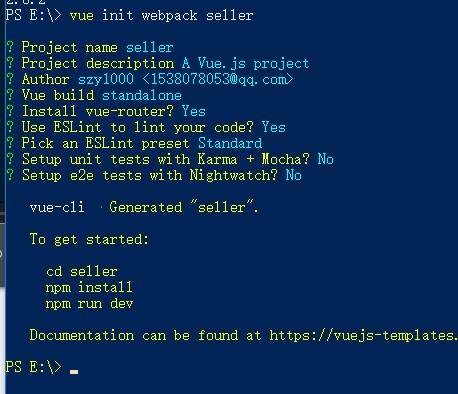 PS E:\> vue init webpack seller
? Project name seller
? Project description A Vue.js project
? Author szy1000 <1538078053@qq.com>
? Vue build standalone
? Install vue-router? Yes
? Use ESLint to lint your code? Yes
? Pick an ESLint preset Standard
? Setup unit tests with Karma + Mocha? No
? Setup e2e tests with Nightwatch? No
vue-cli · Generated "seller".
To get started:
cd seller
npm install
npm run dev
Documentation can be found at https://vuejs-templates.
PS E:\>